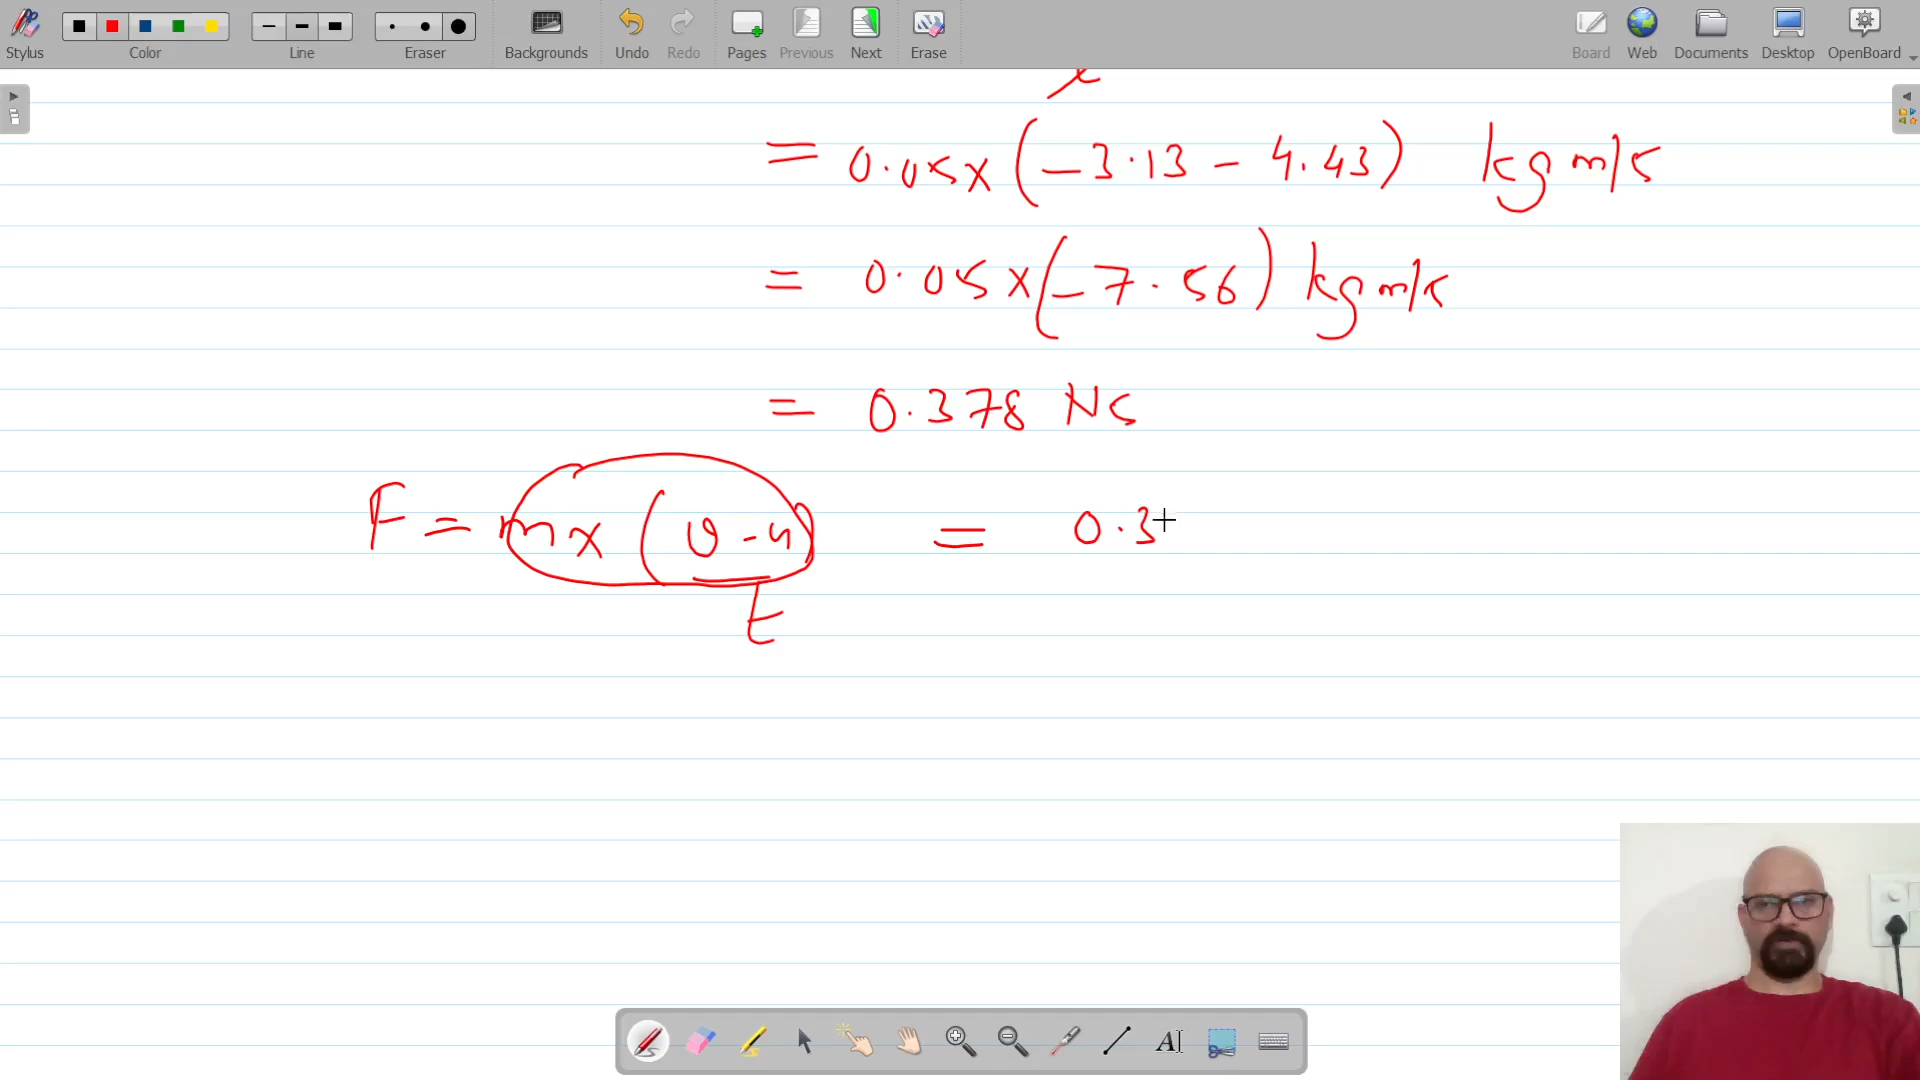 Stylus Color Line Eraser Backgrounds Undo Redo Pages Previous Next Erase Board Web Documents Desktop OpenBoard
= 0.05 x (-3.13 - 4.43) kg m/s
= 0.05 x (-7.56) kg m/s
= 0.378 Ns
F = m x (v - u) = 0.3
t